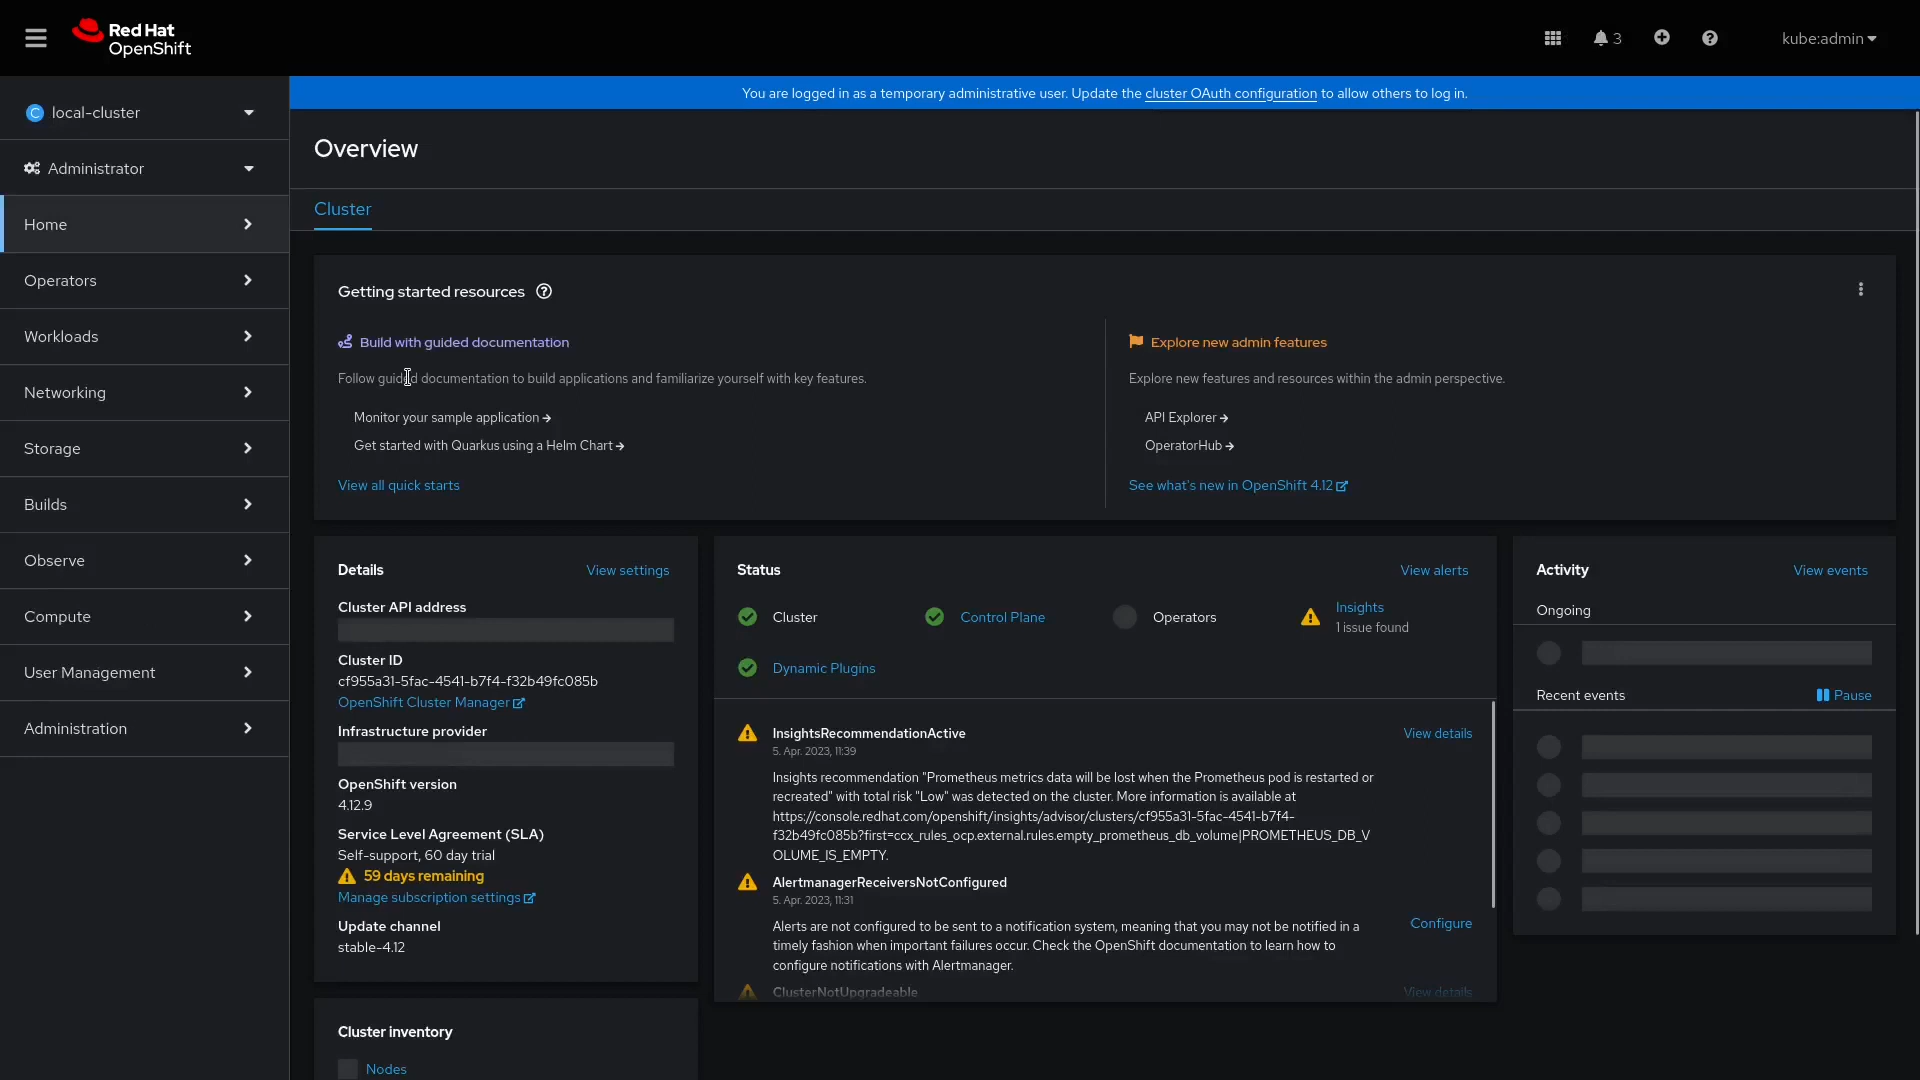 Red Hat
OpenShift
3
kube:admin
C local-cluster
Administrator
Home
Operators
Workloads
Networking
Storage
Builds
Observe
Compute
User Management
Administration
You are logged in as a temporary administrative user. Update the cluster OAuth configuration to allow others to log in.
Overview
Cluster
Getting started resources
Build with guided documentation
Follow guided documentation to build applications and familiarize yourself with key features.
Monitor your sample application
Get started with Quarkus using a Helm Chart
View all quick starts
Explore new admin features
Explore new features and resources within the admin perspective.
API Explorer
OperatorHub
See what's new in OpenShift 4.12
Details
View settings
Cluster API address
Cluster ID
cf955a31-5fac-4541-b7f4-f32b49fc085b
OpenShift Cluster Manager
Infrastructure provider
OpenShift version
4.12.9
Service Level Agreement (SLA)
Self-support, 60 day trial
59 days remaining
Manage subscription settings
Update channel
stable-4.12
Cluster inventory
Nodes
Status
View alerts
Cluster
Control Plane
Operators
Insights
1 issue found
Dynamic Plugins
InsightsRecommendationActive
View details
5. Apr. 2023, 11:39
Insights recommendation "Prometheus metrics data will be lost when the Prometheus pod is restarted or
recreated" with total risk "Low" was detected on the cluster. More information is available at
https://console.redhat.com/openshift/insights/advisor/clusters/cf955a31-5fac-4541-b7f4-
f32b49fc085b?first=ccx_rules_ocp.external.rules.empty_prometheus_db_volume|PROMETHEUS_DB_V
OLUME_IS_EMPTY.
AlertmanagerReceiversNotConfigured
5. Apr. 2023, 11:31
Configure
Alerts are not configured to be sent to a notification system, meaning that you may not be notified in a
timely fashion when important failures occur. Check the OpenShift documentation to learn how to
configure notifications with Alertmanager.
ClusterNotUpgradeable
View details
Activity
View events
Ongoing
Recent events
Pause